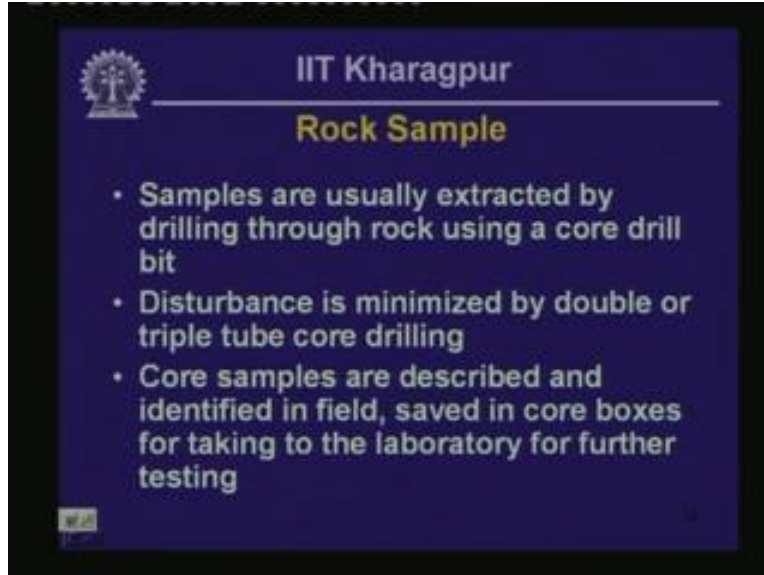 IIT Kharagpur
Rock Sample
• Samples are usually extracted by
drilling through rock using a core drill
bit
• Disturbance is minimized by double or
triple tube core drilling
• Core samples are described and
identified in field, saved in core boxes
for taking to the laboratory for further
testing